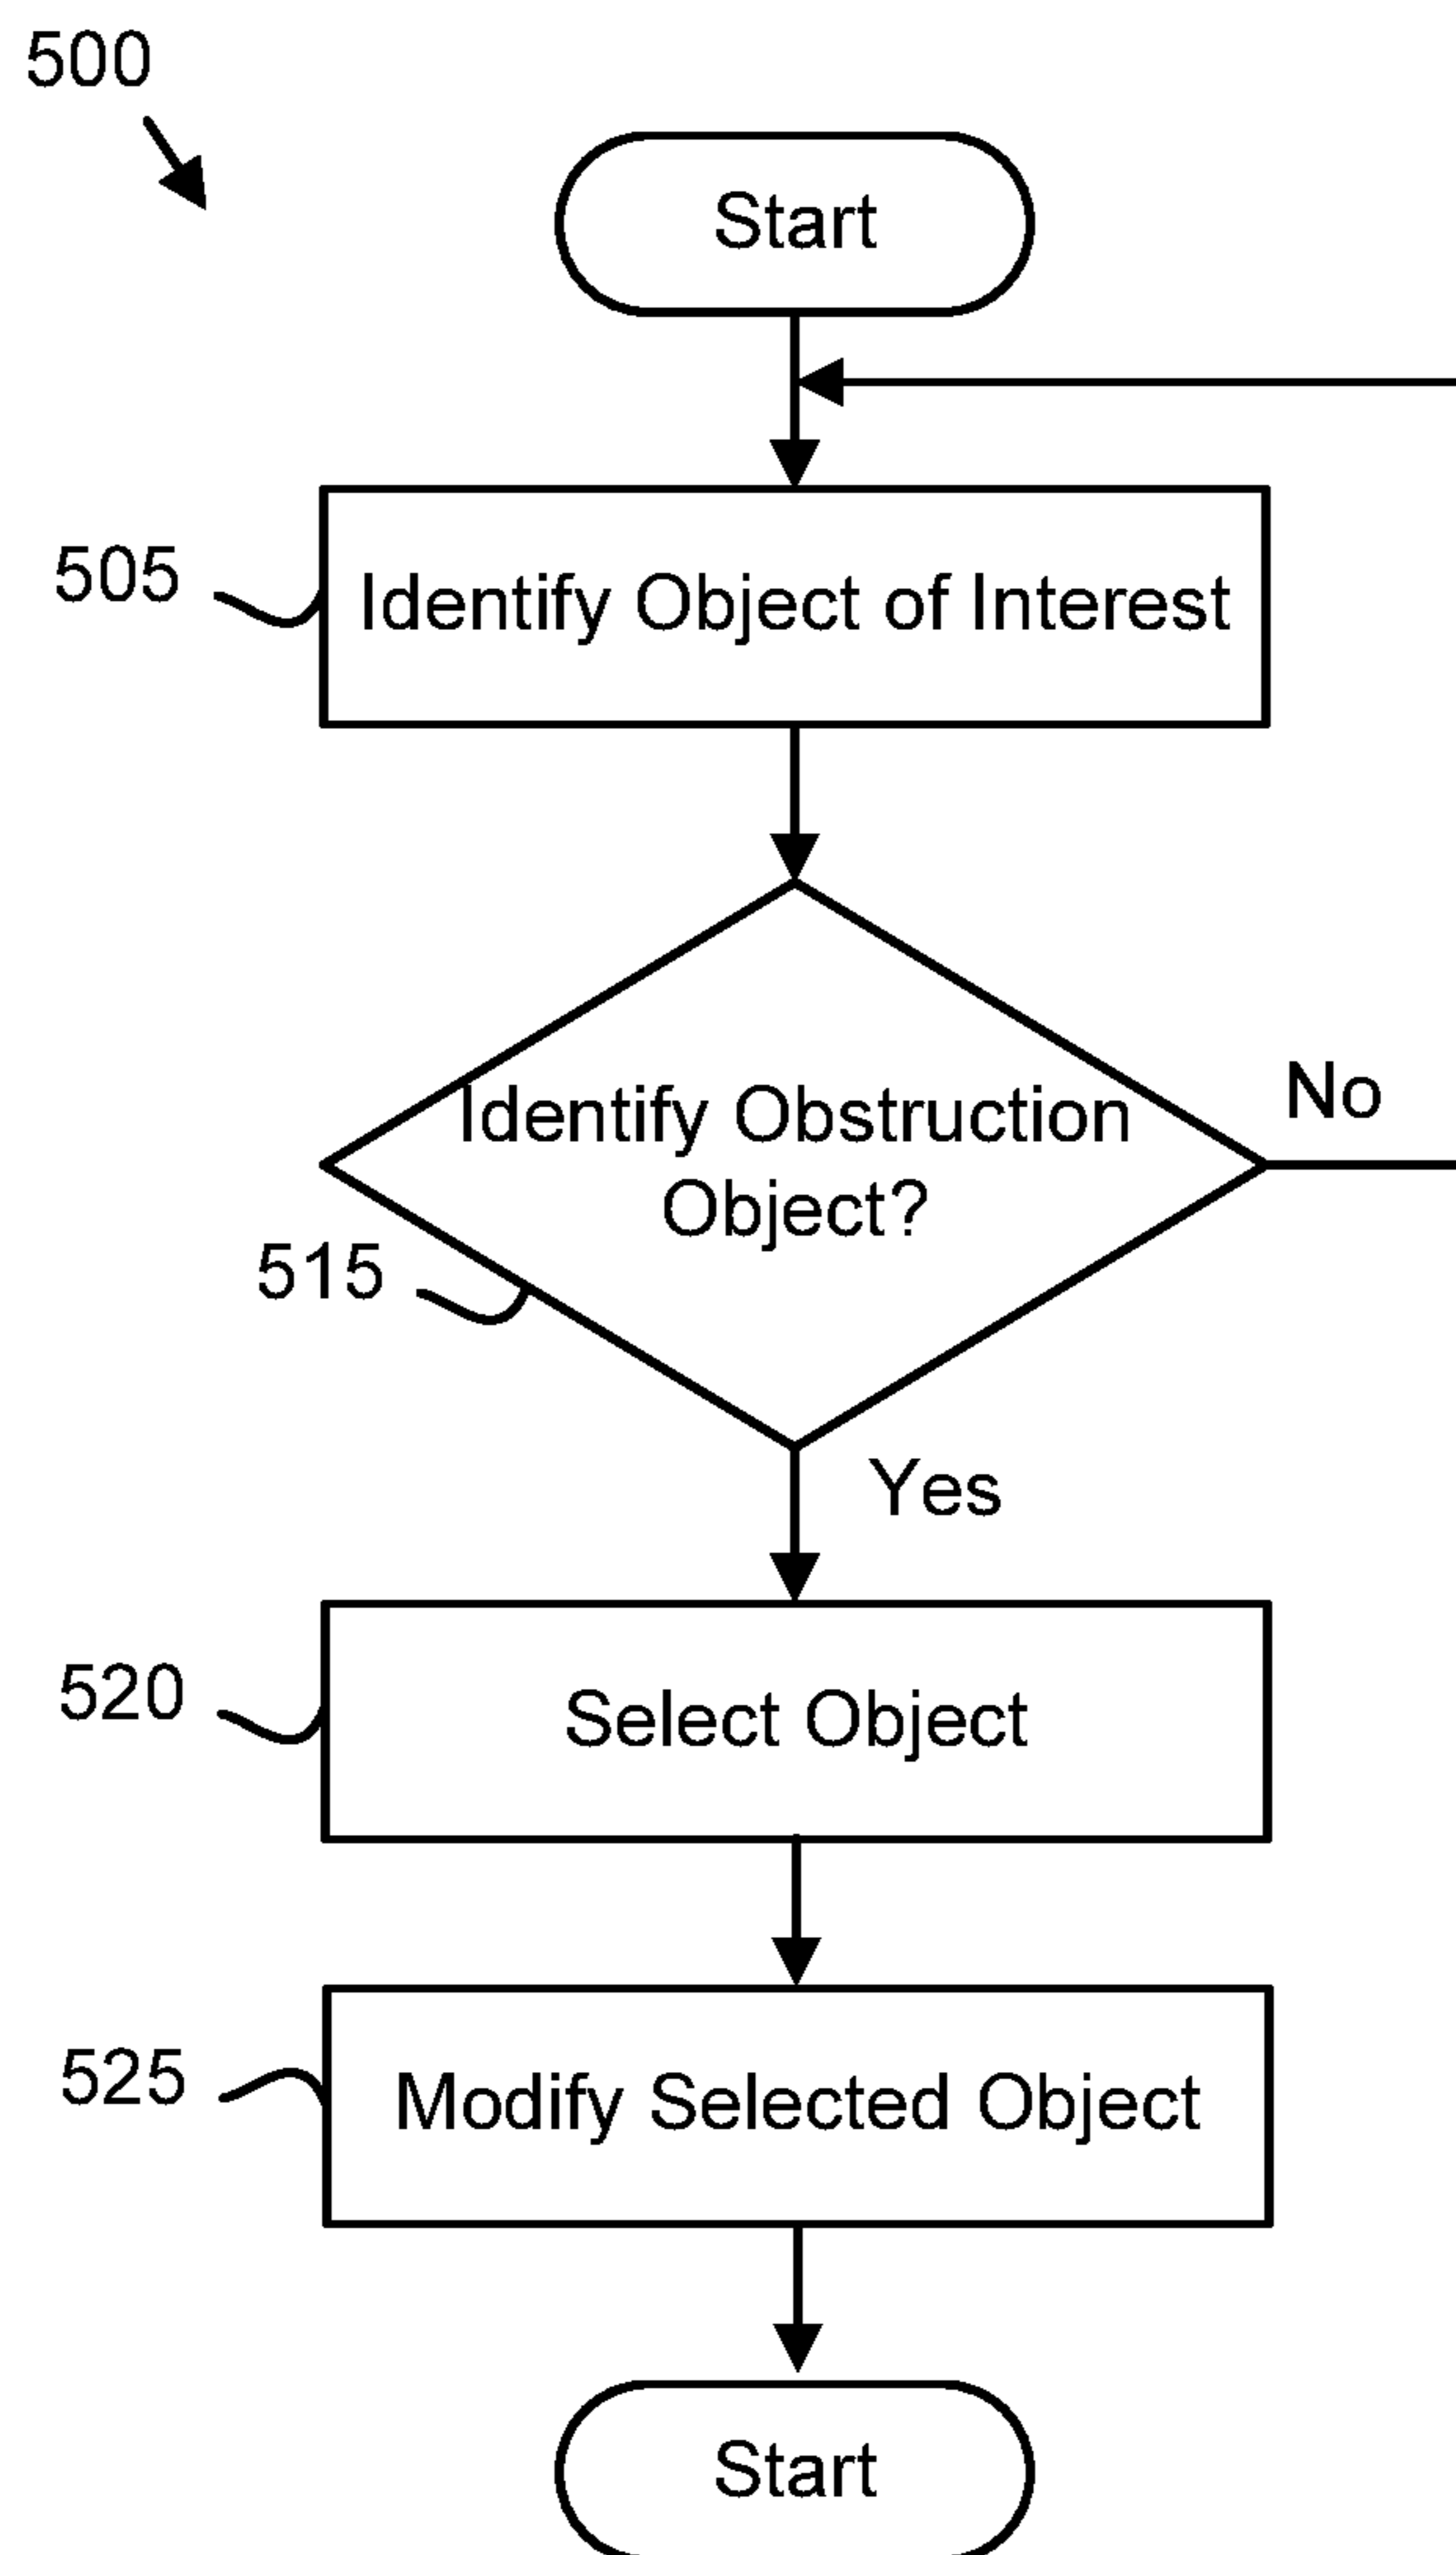 500
Start
505
Identify Object of Interest
Identify Obstruction
Object?
No
515
Yes
520
Select Object
525
Modify Selected Object
Start